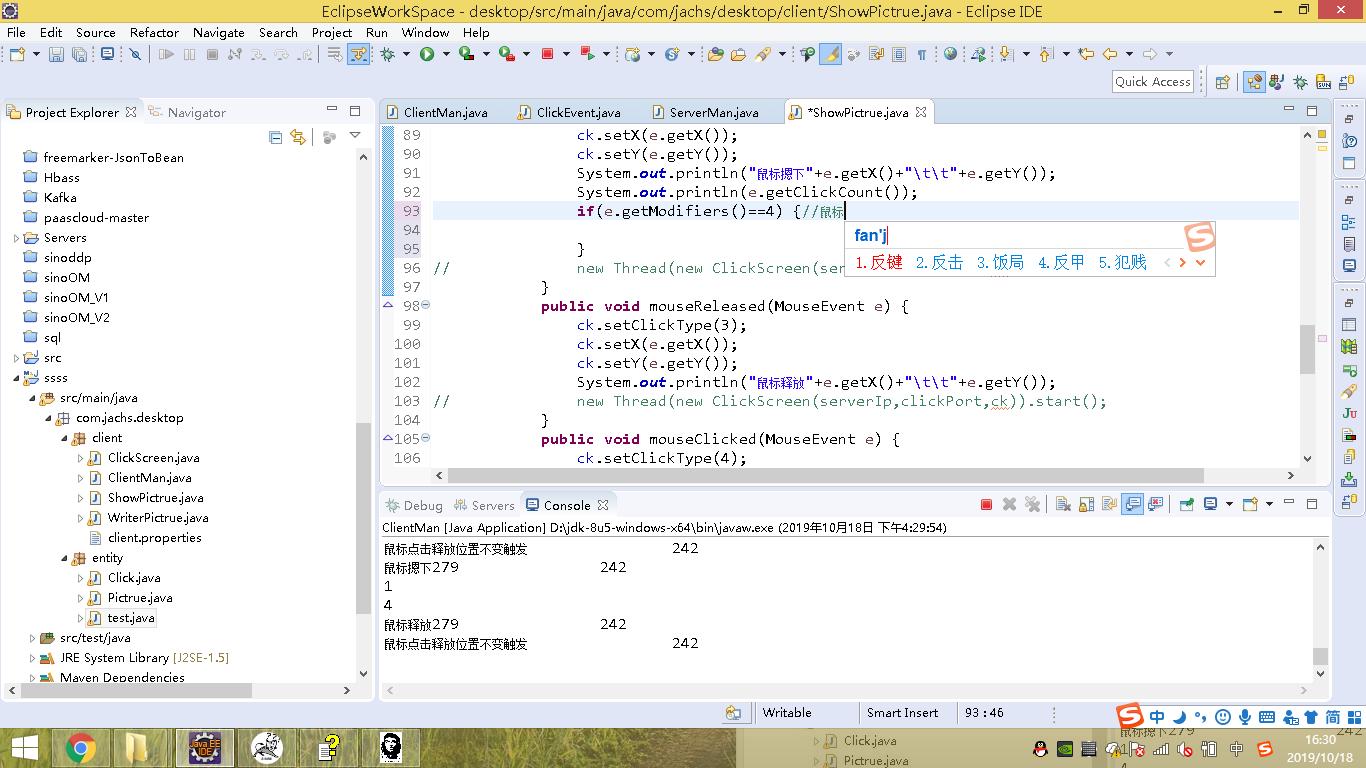 EclipseWorkSpace - desktop/src/main/java/com/jachs/desktop/client/ShowPictrue.java - Eclipse IDE
File Edit Source Refactor Navigate Search Project Run Window Help
Quick Access
Project Explorer Navigator
freemarker-JsonToBean
Hbass
Kafka
paascloud-master
Servers
sinoddp
sinoOM
sinoOM_V1
sinoOM_V2
sql
src
ssss
src/main/java
com.jachs.desktop
client
ClickScreen.java
ClientMan.java
ShowPictrue.java
WriterPictrue.java
client.properties
entity
Click.java
Pictrue.java
test.java
src/test/java
JRE System Library [J2SE-1.5]
Maven Dependencies
ClientMan.java ClickEvent.java ServerMan.java *ShowPictrue.java
89 ck.setX(e.getX());
90 ck.setY(e.getY());
91 System.out.println("鼠标摁下"+e.getX()+"\t\t"+e.getY());
92 System.out.println(e.getClickCount());
93 if(e.getModifiers()==4) {//鼠标
94
95 }
96 // new Thread(new ClickScreen(ser
97 }
98 public void mouseReleased(MouseEvent e) {
99 ck.setClickType(3);
100 ck.setX(e.getX());
101 ck.setY(e.getY());
102 System.out.println("鼠标释放"+e.getX()+"\t\t"+e.getY());
103 // new Thread(new ClickScreen(serverIp,clickPort,ck)).start();
104 }
105 public void mouseClicked(MouseEvent e) {
106 ck.setClickType(4);
fan'j
1.反键 2.反击 3.饭局 4.反甲 5.犯贱
Debug Servers Console
ClientMan [Java Application] D:\jdk-8u5-windows-x64\bin\javaw.exe (2019年10月18日 下午4:29:54)
鼠标点击释放位置不变触发 242
鼠标摁下279 242
1
4
鼠标释放279 242
鼠标点击释放位置不变触发 242
Writable Smart Insert 93 : 46
中 简
Java EE
IDE
Click.java
Pictrue.java
鼠标摁下279 242
中
16:30
2019/10/18